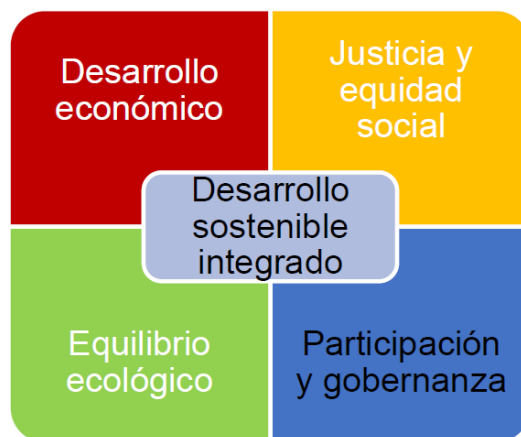 Desarrollo
económico
Justicia y
equidad
social
Desarrollo
sostenible
integrado
Equilibrio
ecológico
Participación
y gobernanza